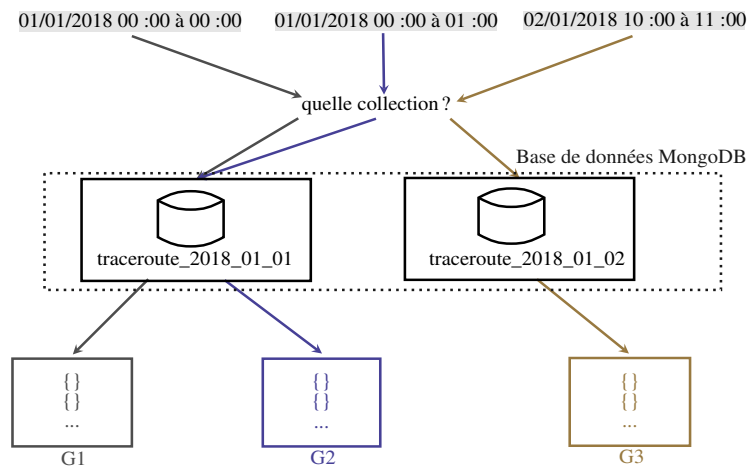 01/01/2018 00 :00 à 00 :00
01/01/2018 00 :00 à 01 :00
02/01/2018 10 :00 à 11 :00
quelle collection ?
Base de données MongoDB
traceroute_2018_01_01
traceroute_2018_01_02
{}
{}
...
{}
{}
...
{}
{}
...
G1
G2
G3